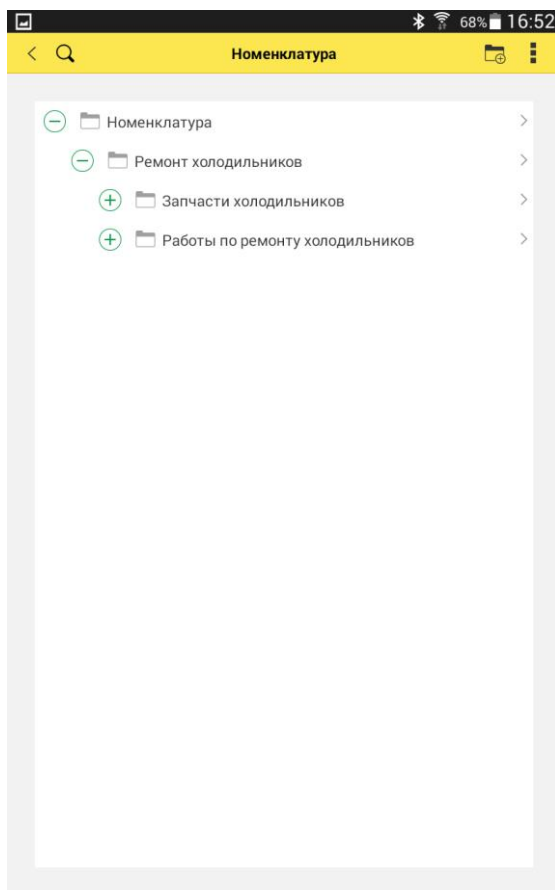 68% 16:52
Номенклатура
Номенклатура
Ремонт холодильников
Запчасти холодильников
Работы по ремонту холодильников